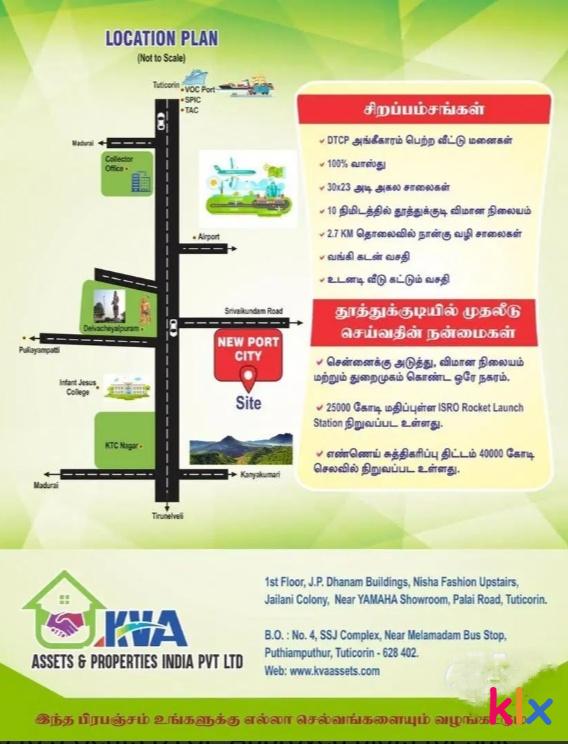 LOCATION PLAN
(Not to Scale)
Tuticorin
• VOC Port
• SPIC
• TAC
Madurai
Collector
Office
Airport
Deivacheyalpuram
Srivaikundam Road
Puliayampatti
NEW PORT
CITY
Site
Infant Jesus
College
KTC Nagar
Madurai
Kanyakumari
Tirunelveli
சிறப்பம்சங்கள்
DTCP அங்கீகாரம் பெற்ற வீட்டு மனைகள்
100% வாஸ்து
30x23 அடி அகல சாலைகள்
10 நிமிடத்தில் தூத்துக்குடி விமான நிலையம்
2.7 KM தொலைவில் நான்கு வழி சாலைகள்
வங்கி கடன் வசதி
உடனடி வீடு கட்டும் வசதி
தூத்துக்குடியில் முதலீடு
செய்வதின் நன்மைகள்
சென்னைக்கு அடுத்து, விமான நிலையம்
மற்றும் துறைமுகம் கொண்ட ஒரே நகரம்.
25000 கோடி மதிப்புள்ள ISRO Rocket Launch
Station நிறுவப்பட உள்ளது.
எண்ணெய் சுத்திகரிப்பு திட்டம் 40000 கோடி
செலவில் நிறுவப்பட உள்ளது.
KVA
ASSETS & PROPERTIES INDIA PVT LTD
1st Floor, J.P. Dhanam Buildings, Nisha Fashion Upstairs,
Jailani Colony, Near YAMAHA Showroom, Palai Road, Tuticorin.
B.O. : No. 4, SSJ Complex, Near Melamadam Bus Stop,
Puthiamputhur, Tuticorin - 628 402.
Web: www.kvaassets.com
klx
இந்த பிரபஞ்சம் உங்களுக்கு எல்லா செல்வங்களையும்